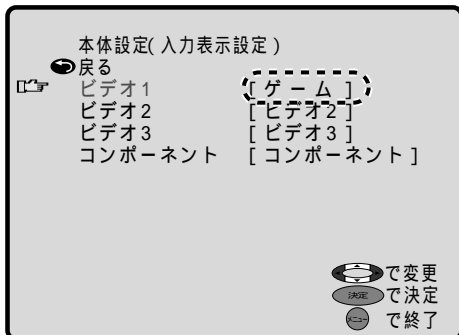 本体設定(入力表示設定)
戻る
ビデオ1 [ゲーム]
ビデオ2 [ビデオ2]
ビデオ3 [ビデオ3]
コンポーネント [コンポーネント]
で変更
決定 で決定
メニュー で終了